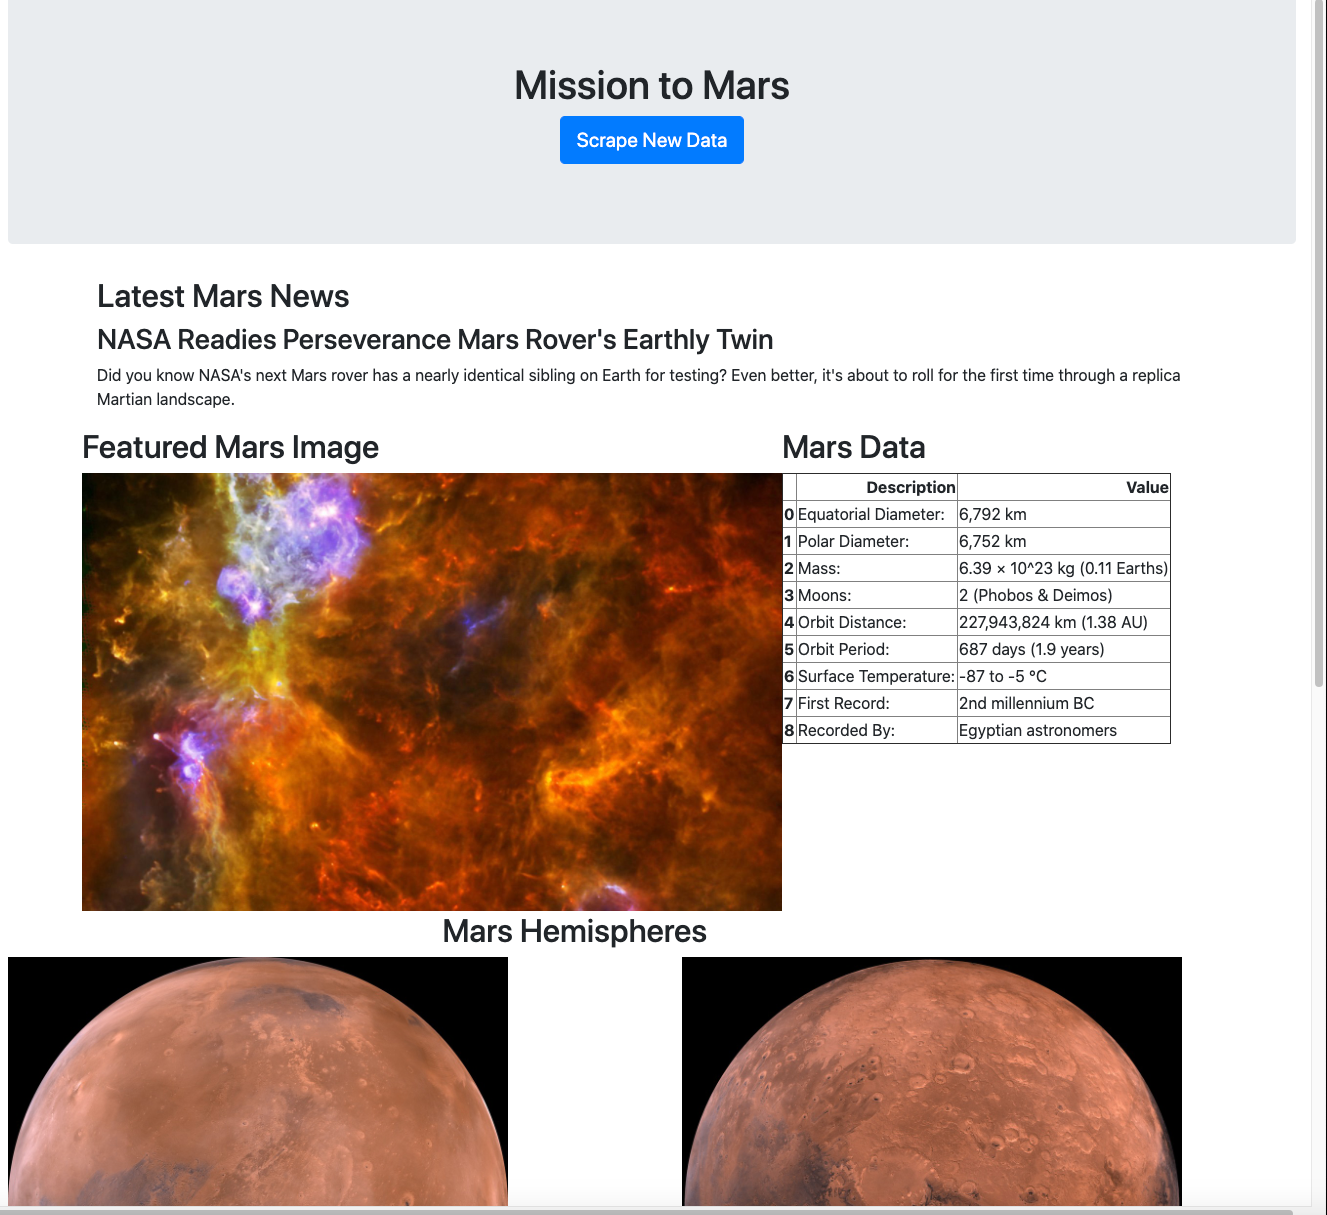 Mission to Mars
Scrape New Data
Latest Mars News
NASA Readies Perseverance Mars Rover's Earthly Twin
Did you know NASA's next Mars rover has a nearly identical sibling on Earth for testing? Even better, it's about to roll for the first time through a replica
Martian landscape.
Featured Mars Image
Mars Data
Description Value
0 Equatorial Diameter: 6,792 km
1 Polar Diameter: 6,752 km
2 Mass: 6.39 × 10^23 kg (0.11 Earths)
3 Moons: 2 (Phobos & Deimos)
4 Orbit Distance: 227,943,824 km (1.38 AU)
5 Orbit Period: 687 days (1.9 years)
6 Surface Temperature: -87 to -5 °C
7 First Record: 2nd millennium BC
8 Recorded By: Egyptian astronomers
Mars Hemispheres